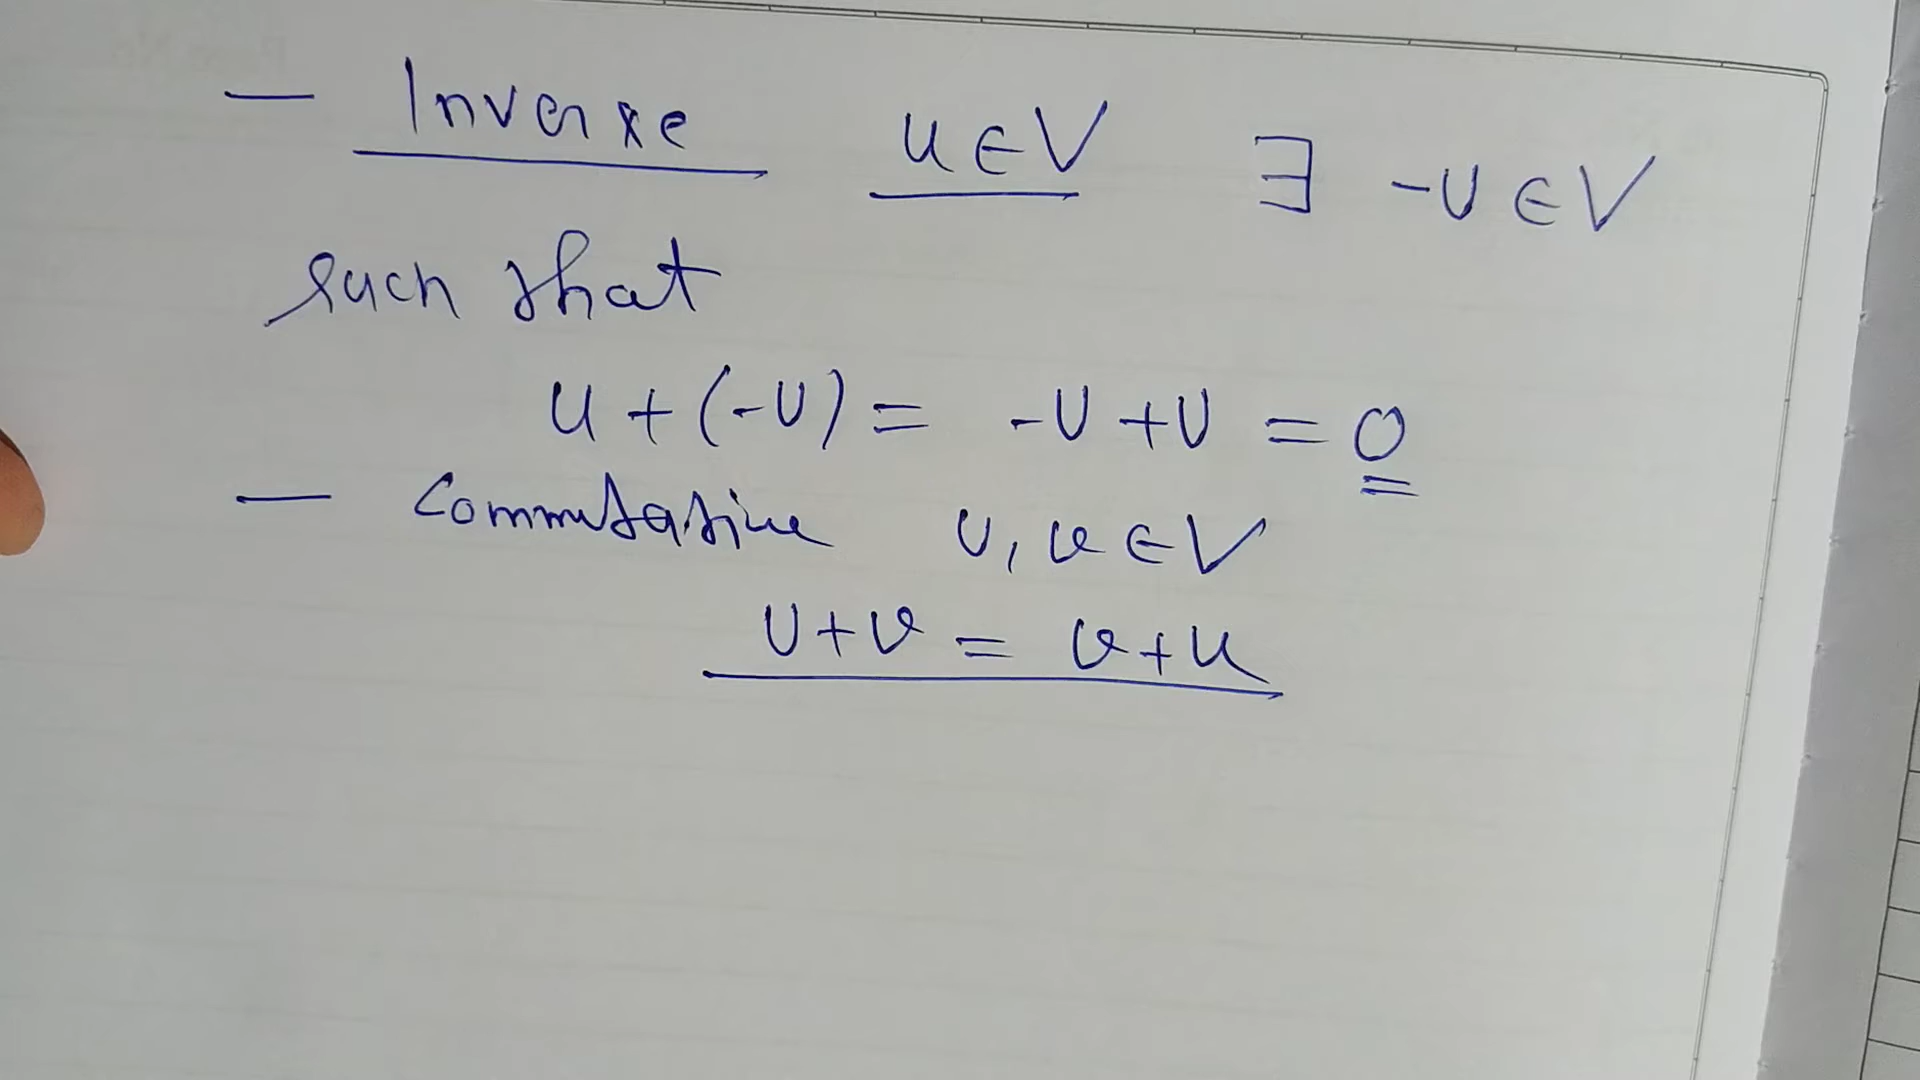 — Inverse u∈V ∃ -u∈V
such that
u + (-u) = -u + u = 0
— Commutative u, v ∈ V
u + v = v + u